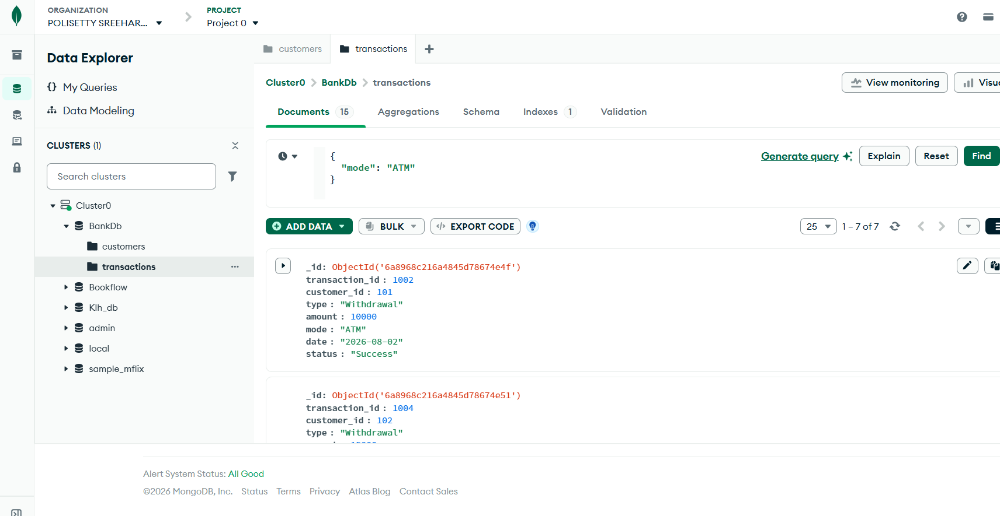 ORGANIZATION
POLISETTY SREEHAR...
PROJECT
Project 0
Data Explorer
My Queries
Data Modeling
CLUSTERS (1)
Search clusters
Cluster0
BankDb
customers
transactions
Bookflow
Klh_db
admin
local
sample_mflix
customers
transactions
Cluster0 > BankDb > transactions
View monitoring
Visu
Documents 15
Aggregations
Schema
Indexes 1
Validation
{
"mode": "ATM"
}
Generate query
Explain
Reset
Find
ADD DATA
BULK
EXPORT CODE
25
1 – 7 of 7
_id: ObjectId('6a8968c216a4845d78674e4f')
transaction_id : 1002
customer_id : 101
type : "Withdrawal"
amount : 10000
mode : "ATM"
date : "2026-08-02"
status : "Success"
_id: ObjectId('6a8968c216a4845d78674e51')
transaction_id : 1004
customer_id : 102
type : "Withdrawal"
Alert System Status: All Good
©2026 MongoDB, Inc. Status Terms Privacy Atlas Blog Contact Sales